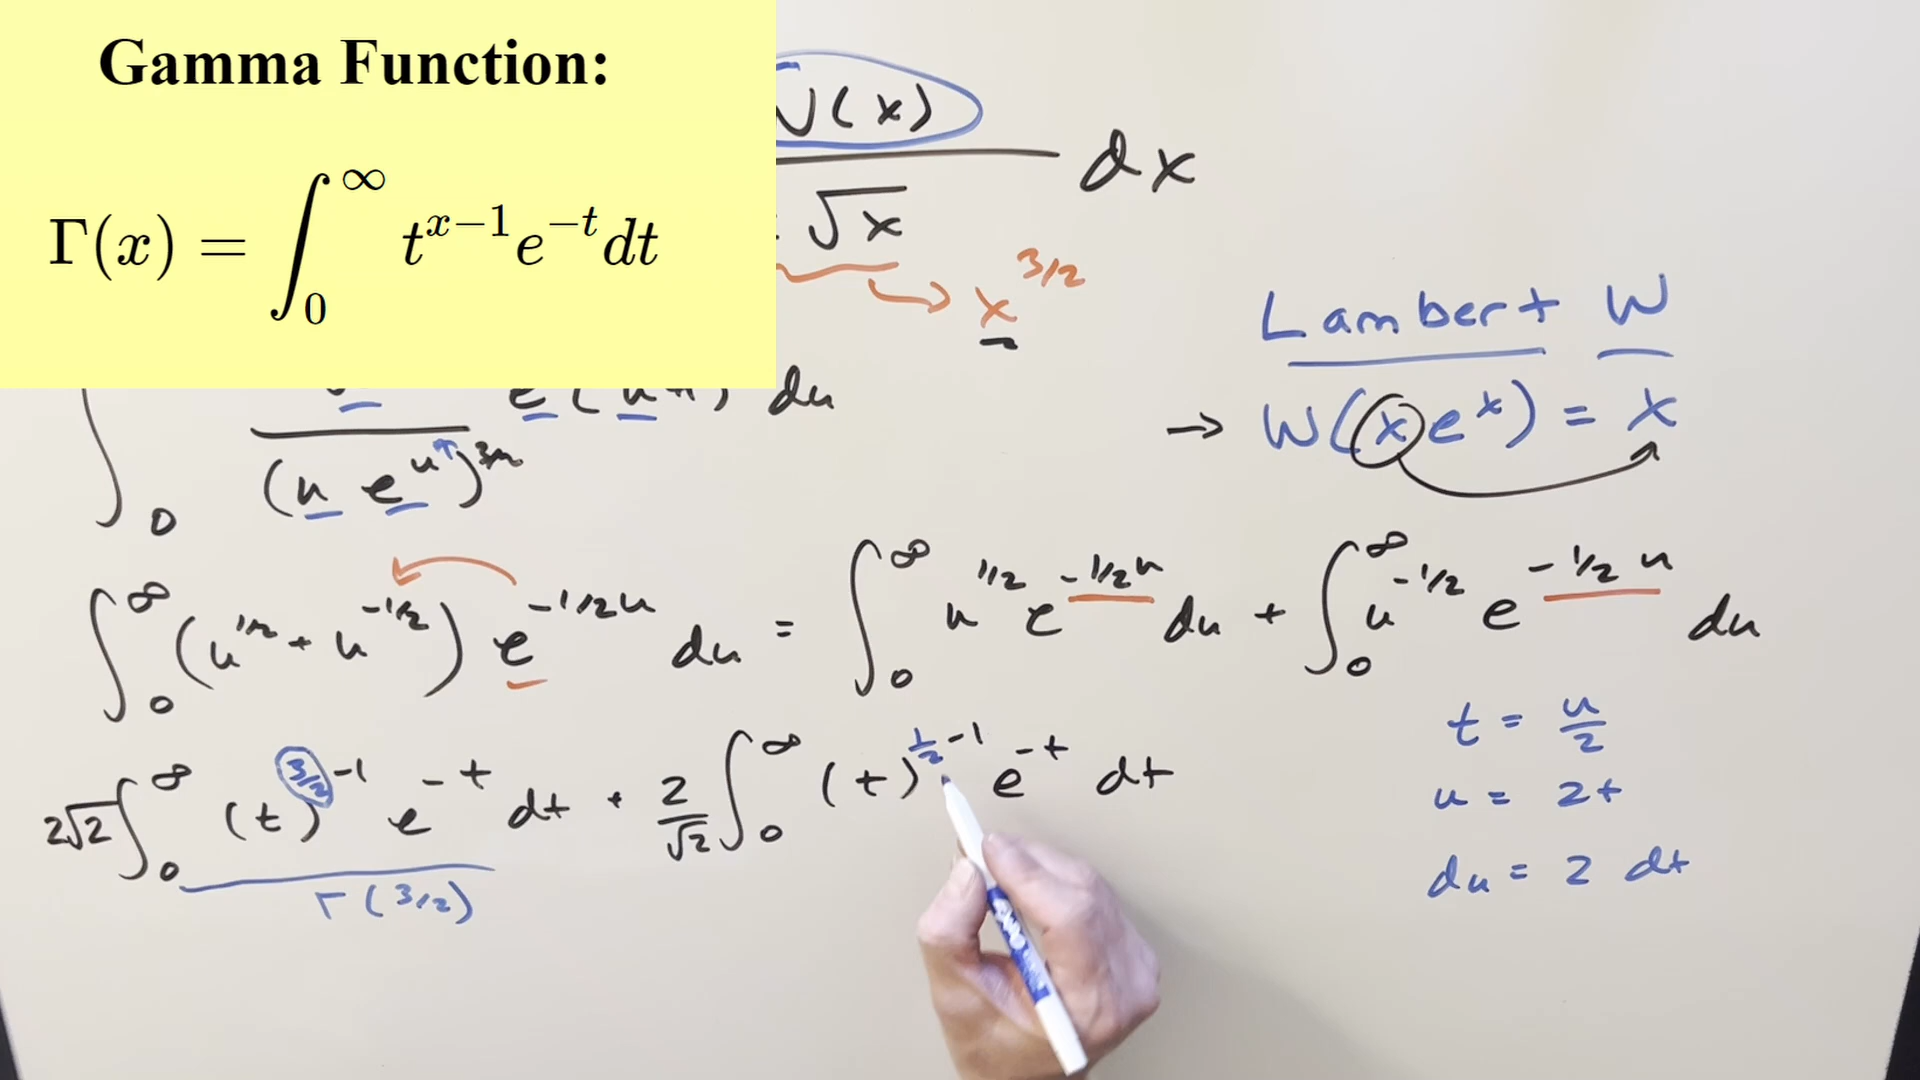 Gamma Function:
Γ(x) = ∫₀^∞ t^{x−1} e^{−t} dt
(x)
√x
dx
→ x^{3/2}
Lambert W
→ W(x e^x) = x
∫₀
du
(u e^u)^{3/2}
∫₀^∞ (u^{1/2} + u^{-1/2}) e^{-1/2 u} du = ∫₀^∞ u^{1/2} e^{-1/2 u} du + ∫₀^∞ u^{-1/2} e^{-1/2 u} du
2√2 ∫₀^∞ (t)^{3/2 -1} e^{-t} dt + 2/√2 ∫₀^∞ (t)^{1/2 -1} e^{-t} dt
Γ(3/2)
t = u/2
u = 2t
du = 2 dt
EXPO